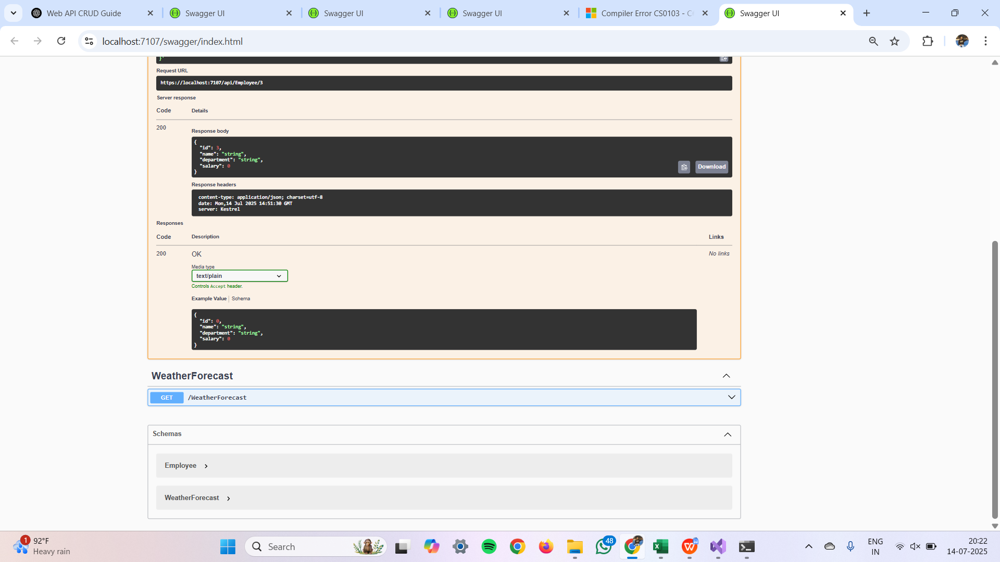 Web API CRUD Guide
Swagger UI
Swagger UI
Swagger UI
Compiler Error CS0103 - C
Swagger UI
localhost:7107/swagger/index.html
}'
Request URL
https://localhost:7107/api/Employee/3
Server response
Code Details
200
Response body
{
"id": 3,
"name": "string",
"department": "string",
"salary": 0
}
Download
Response headers
content-type: application/json; charset=utf-8
date: Mon,14 Jul 2025 14:51:30 GMT
server: Kestrel
Responses
Code Description Links
200 OK No links
Media type
text/plain
Controls Accept header.
Example Value Schema
{
"id": 0,
"name": "string",
"department": "string",
"salary": 0
}
WeatherForecast
GET /WeatherForecast
Schemas
Employee
WeatherForecast
1
92°F
Heavy rain
Search
48
ENG
IN
20:22
14-07-2025